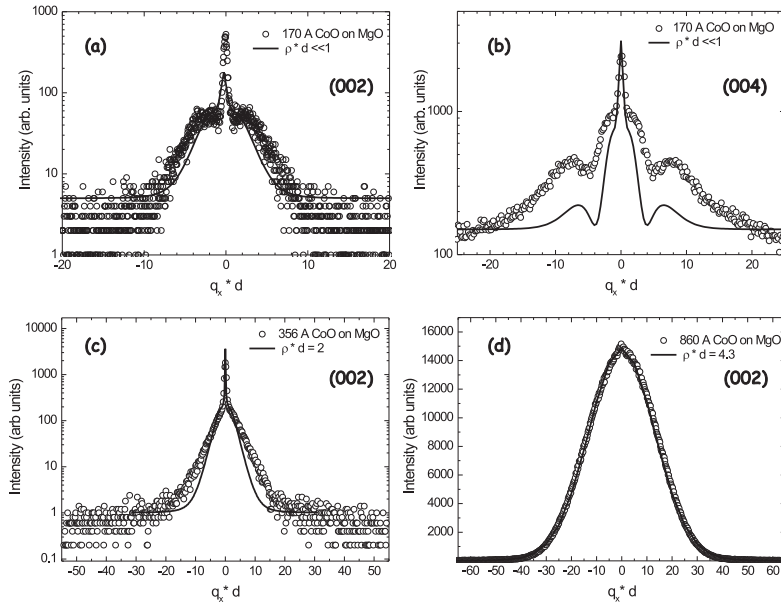 (a)
170 A CoO on MgO
ρ * d <<1
(002)
Intensity (arb. units)
1000
100
10
1
-20
-10
0
10
20
q_x * d
(b)
170 A CoO on MgO
ρ * d <<1
(004)
Intensity (arb. units)
1000
100
-20
-10
0
10
20
q_x * d
(c)
356 A CoO on MgO
ρ * d = 2
(002)
Intensity (arb units)
10000
1000
100
10
1
0,1
-50
-40
-30
-20
-10
0
10
20
30
40
50
q_x * d
(d)
860 A CoO on MgO
ρ * d = 4.3
(002)
Intensity (arb units)
16000
14000
12000
10000
8000
6000
4000
2000
-60
-50
-40
-30
-20
-10
0
10
20
30
40
50
60
q_x * d